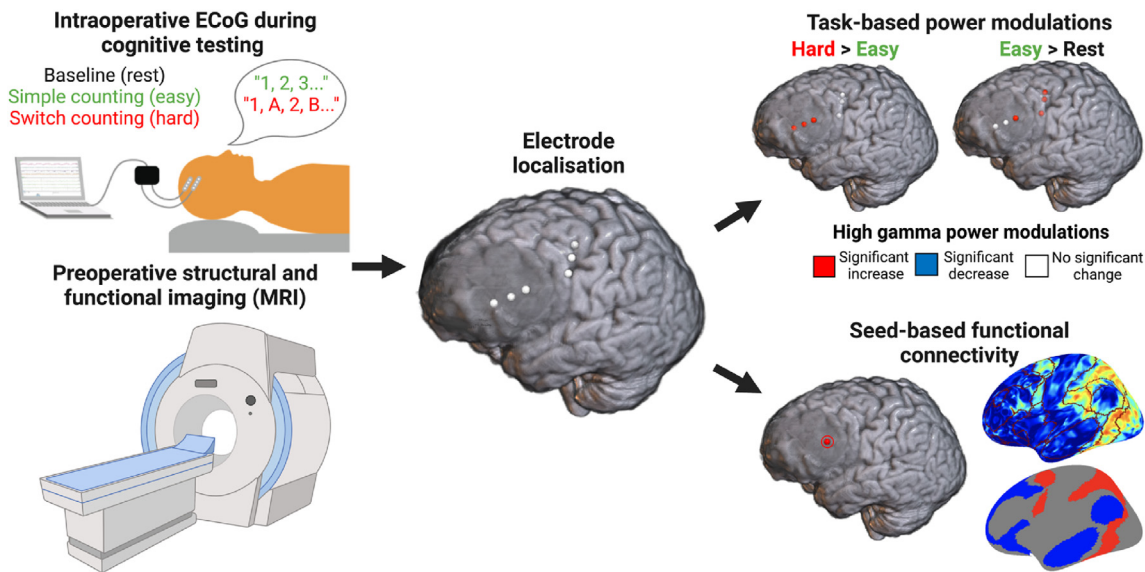 Intraoperative ECoG during
cognitive testing
Baseline (rest)
Simple counting (easy)
Switch counting (hard)
"1, 2, 3..."
"1, A, 2, B..."
Preoperative structural and
functional imaging (MRI)
Electrode
localisation
Task-based power modulations
Hard > Easy
Easy > Rest
High gamma power modulations
Significant
increase
Significant
decrease
No significant
change
Seed-based functional
connectivity